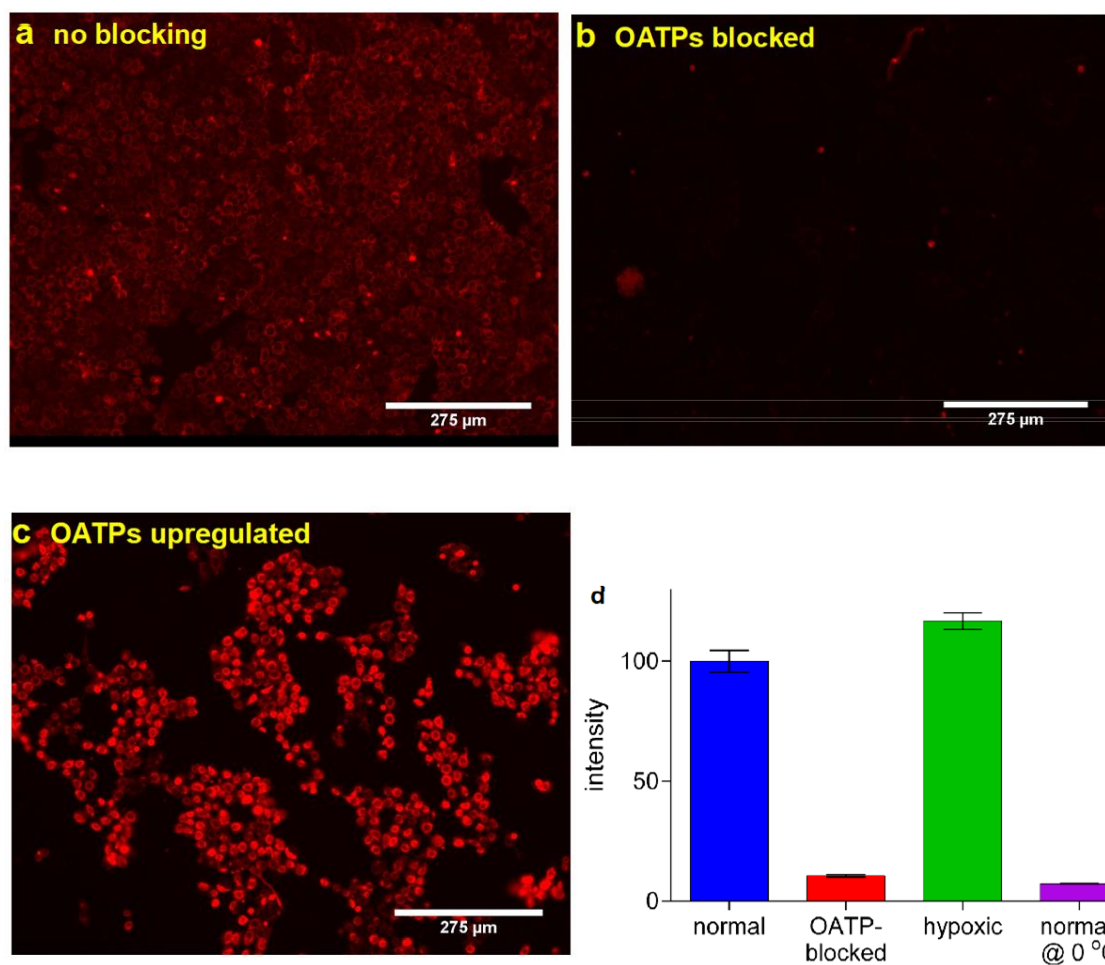 a no blocking
b OATPs blocked
275 µm
275 µm
c OATPs upregulated
275 µm
d
intensity
100
50
0
normal
OATP-
blocked
hypoxic
normal
@ 0 °